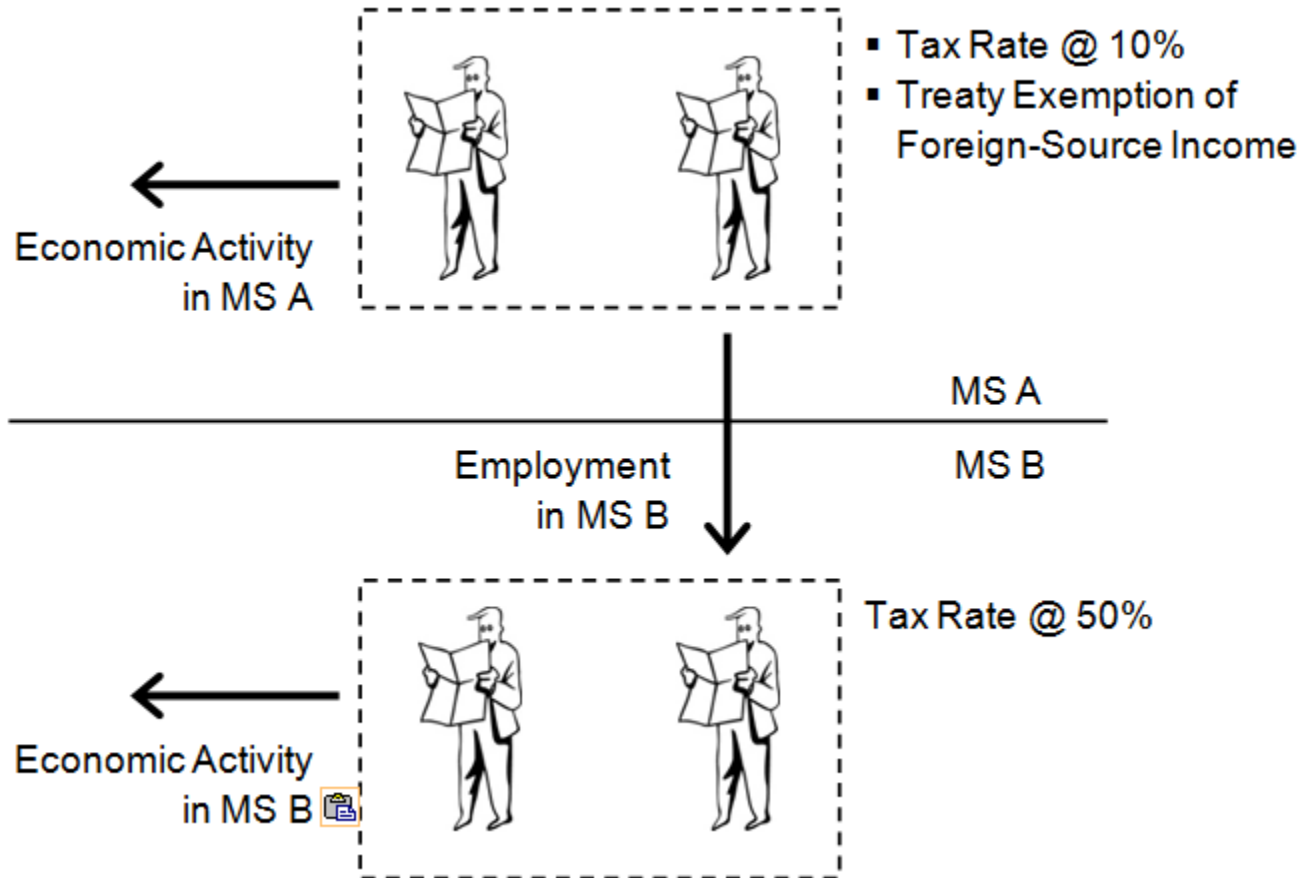 ▪ Tax Rate @ 10%
▪ Treaty Exemption of
Foreign-Source Income
Economic Activity
in MS A
MS A
Employment
in MS B
MS B
Tax Rate @ 50%
Economic Activity
in MS B